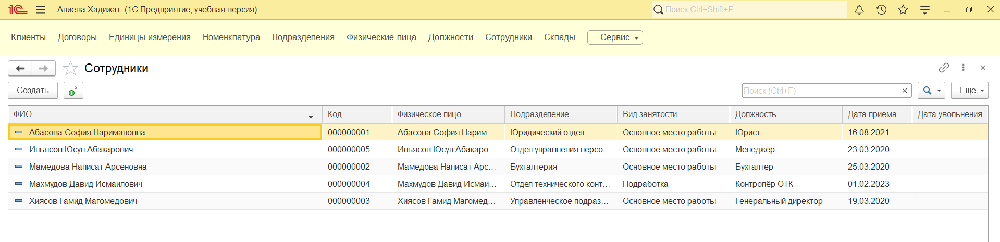 1С Алиева Хадижат (1С:Предприятие, учебная версия) Поиск Ctrl+Shift+F
Клиенты Договоры Единицы измерения Номенклатура Подразделения Физические лица Должности Сотрудники Склады Сервис
Сотрудники
Создать Поиск (Ctrl+F) Еще
ФИО Код Физическое лицо Подразделение Вид занятости Должность Дата приема Дата увольнения
Абасова София Наримановна 000000001 Абасова София Нарим... Юридический отдел Основное место работы Юрист 16.08.2021
Ильясов Юсуп Абакарович 000000005 Ильясов Юсуп Абакаро... Отдел управления персо... Основное место работы Менеджер 23.03.2020
Мамедова Написат Арсеновна 000000002 Мамедова Написат Арс... Бухгалтерия Основное место работы Бухгалтер 25.03.2020
Махмудов Давид Исмаилович 000000004 Махмудов Давид Исмаи... Отдел технического конт... Подработка Контролёр ОТК 01.02.2023
Хиясов Гамид Магомедович 000000003 Хиясов Гамид Магомед... Управленческое подраз... Основное место работы Генеральный директор 19.03.2020